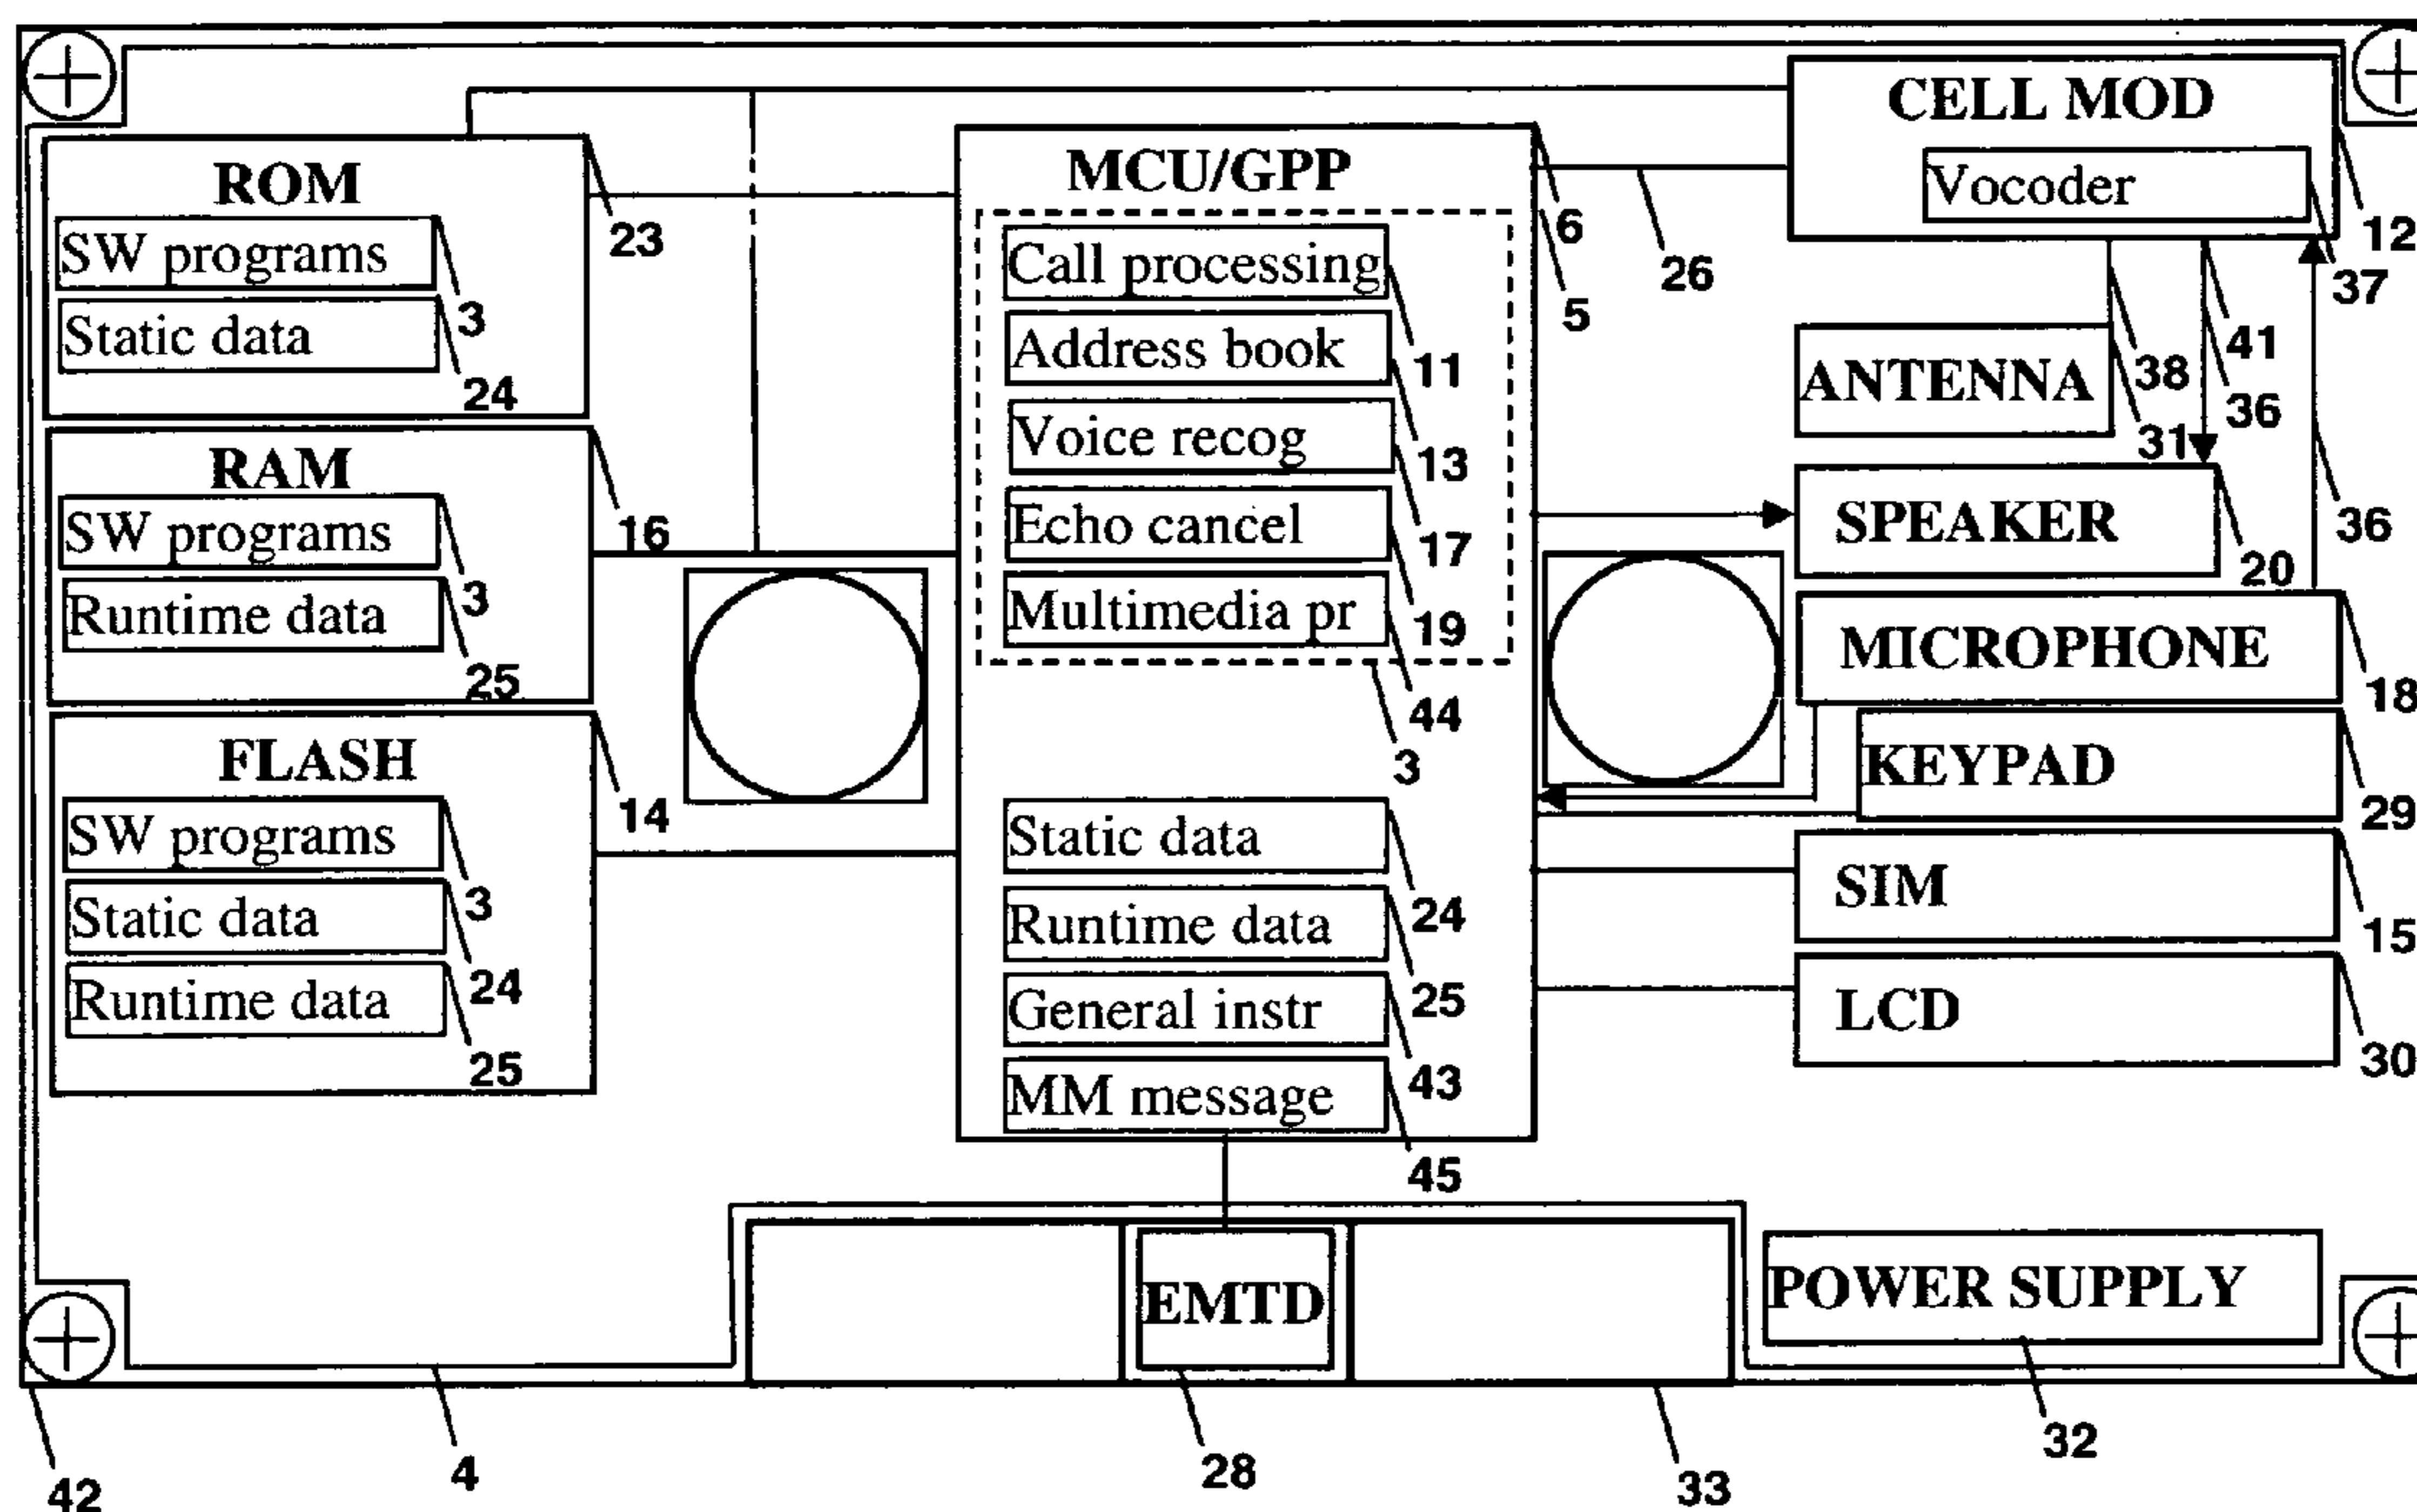 ROM
SW programs
Static data
23
3
24
RAM
SW programs
Runtime data
16
3
25
FLASH
SW programs
Static data
Runtime data
14
3
24
25
MCU/GPP
Call processing
Address book
Voice recog
Echo cancel
Multimedia pr
6
5
11
13
17
19
44
3
Static data
Runtime data
General instr
MM message
24
25
43
45
26
CELL MOD
Vocoder
12
37
ANTENNA
38
31
41
36
36
SPEAKER
20
MICROPHONE
18
KEYPAD
29
SIM
15
LCD
30
EMTD
POWER SUPPLY
42
4
28
33
32